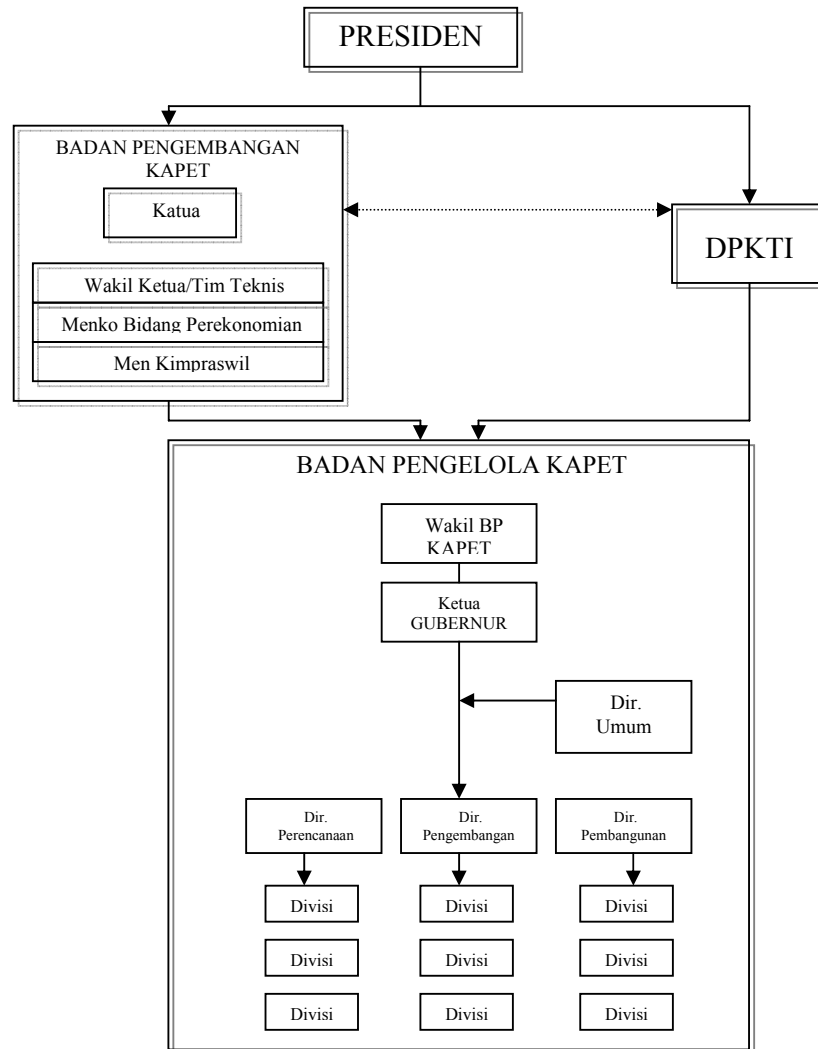 PRESIDEN
BADAN PENGEMBANGAN
KAPET
Katua
Wakil Ketua/Tim Teknis
Menko Bidang Perekonomian
Men Kimpraswil
DPKTI
BADAN PENGELOLA KAPET
Wakil BP
KAPET
Ketua
GUBERNUR
Dir.
Umum
Dir.
Perencanaan
Dir.
Pengembangan
Dir.
Pembangunan
Divisi
Divisi
Divisi
Divisi
Divisi
Divisi
Divisi
Divisi
Divisi